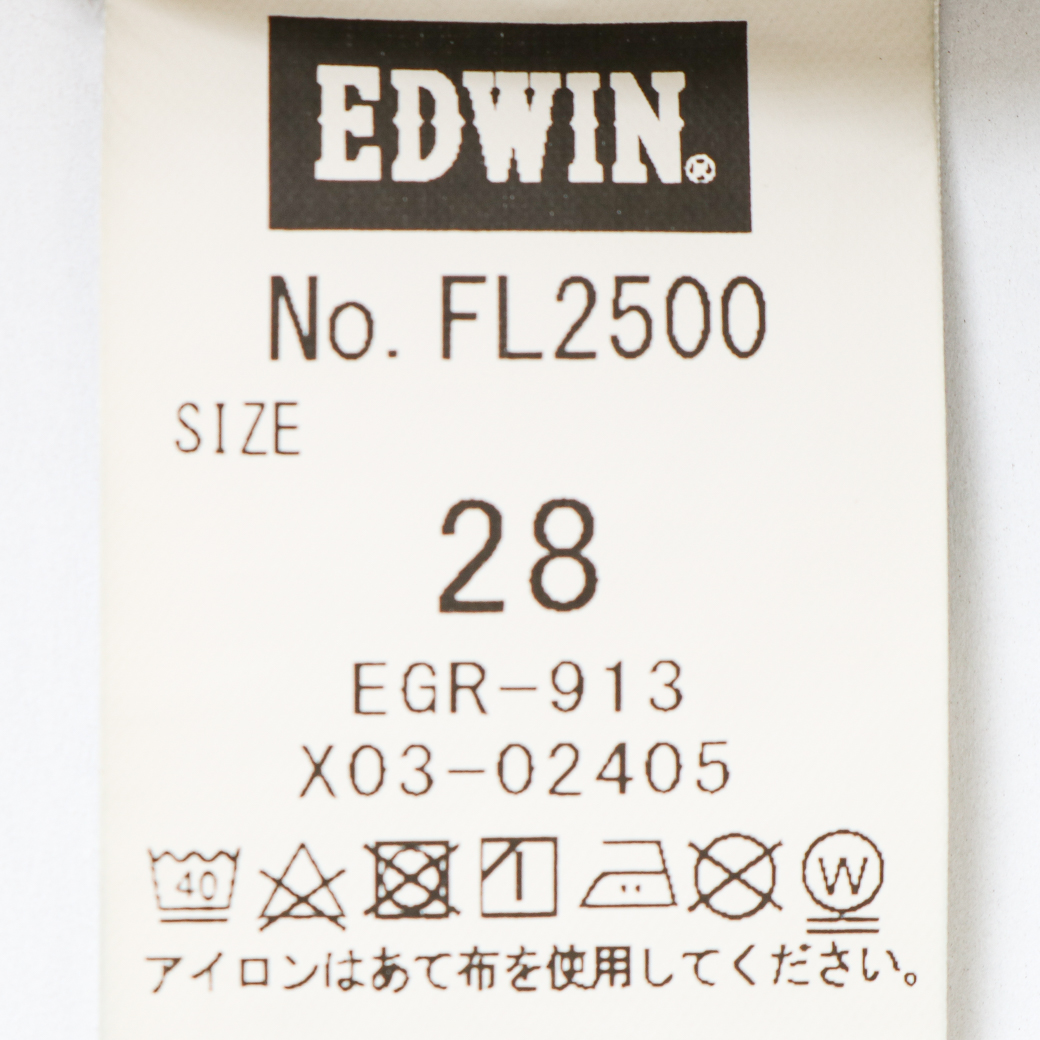 EDWIN®
No. FL2500
SIZE
28
EGR-913
X03-02405
40 W
アイロンはあて布を使用してください。